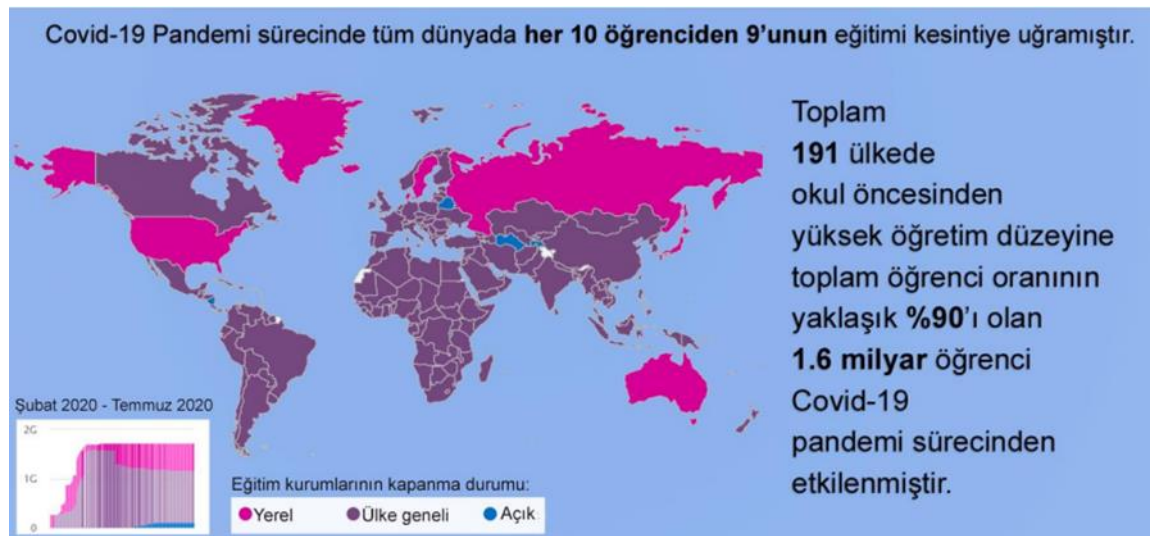 Covid-19 Pandemi sürecinde tüm dünyada her 10 öğrenciden 9’unun eğitimi kesintiye uğramıştır.
Toplam
191 ülkede
okul öncesinden
yüksek öğretim düzeyine
toplam öğrenci oranının
yaklaşık %90’ı olan
1.6 milyar öğrenci
Covid-19
pandemi sürecinden
etkilenmiştir.
Şubat 2020 - Temmuz 2020
2G
1G
0
Eğitim kurumlarının kapanma durumu:
Yerel Ülke geneli Açık